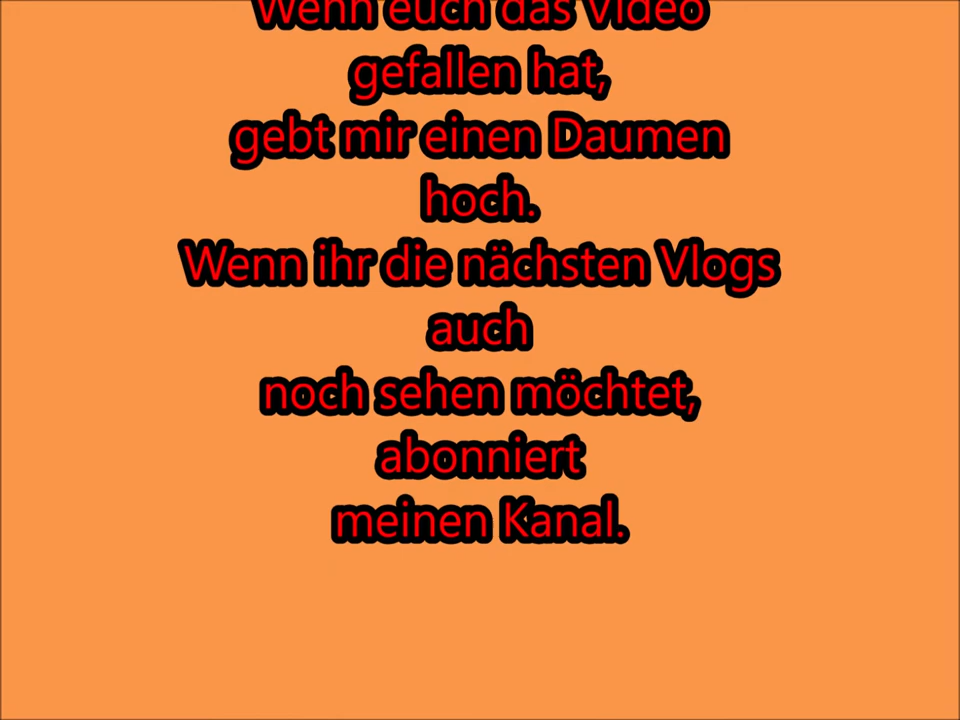 Wenn euch das Video
gefallen hat,
gebt mir einen Daumen
hoch.
Wenn ihr die nächsten Vlogs
auch
noch sehen möchtet,
abonniert
meinen Kanal.